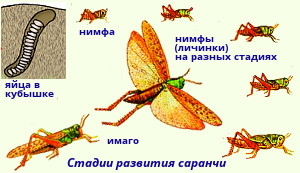 нимфа
нимфы
(личинки)
на разных стадиях
яйца в
кубышке
имаго
Стадии развития саранчи